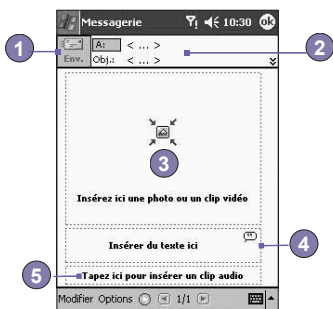 Messagerie 10:30 ok
1
2
A: < ... >
Env. Obj.: < ... >
3
Insérez ici une photo ou un clip vidéo
Insérer du texte ici
4
5
Tapez ici pour insérer un clip audio
Modifier Options 1/1